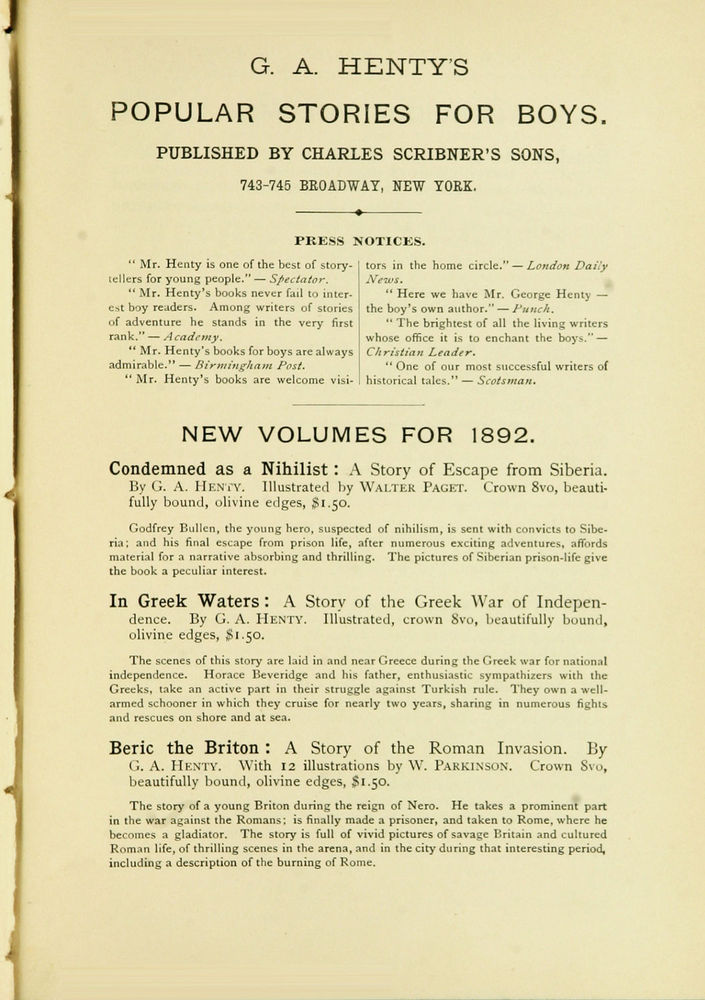 G. A. HENTY'S
POPULAR STORIES FOR BOYS.
PUBLISHED BY CHARLES SCRIBNER'S SONS,
743-745 BROADWAY, NEW YORK.
PRESS NOTICES.
"Mr. Henty is one of the best of story-
tellers for young people." — Spectator.
"Mr. Henty's books never fail to inter-
est boy readers. Among writers of stories
of adventure he stands in the very first
rank." — Academy.
"Mr. Henty's books for boys are always
admirable." — Birmingham Post.
"Mr. Henty's books are welcome visi-
tors in the home circle." — London Daily
News.
"Here we have Mr. George Henty —
the boy's own author." — Punch.
"The brightest of all the living writers
whose office it is to enchant the boys." —
Christian Leader.
"One of our most successful writers of
historical tales." — Scotsman.
NEW VOLUMES FOR 1892.
Condemned as a Nihilist: A Story of Escape from Siberia.
By G. A. HENTY. Illustrated by WALTER PAGET. Crown 8vo, beauti-
fully bound, olivine edges, $1.50.
Godfrey Bullen, the young hero, suspected of nihilism, is sent with convicts to Sibe-
ria; and his final escape from prison life, after numerous exciting adventures, affords
material for a narrative absorbing and thrilling. The pictures of Siberian prison-life give
the book a peculiar interest.
In Greek Waters: A Story of the Greek War of Indepen-
dence. By G. A. HENTY. Illustrated, crown 8vo, beautifully bound,
olivine edges, $1.50.
The scenes of this story are laid in and near Greece during the Greek war for national
independence. Horace Beveridge and his father, enthusiastic sympathizers with the
Greeks, take an active part in their struggle against Turkish rule. They own a well-
armed schooner in which they cruise for nearly two years, sharing in numerous fights
and rescues on shore and at sea.
Beric the Briton: A Story of the Roman Invasion. By
G. A. HENTY. With 12 illustrations by W. PARKINSON. Crown 8vo,
beautifully bound, olivine edges, $1.50.
The story of a young Briton during the reign of Nero. He takes a prominent part
in the war against the Romans; is finally made a prisoner, and taken to Rome, where he
becomes a gladiator. The story is full of vivid pictures of savage Britain and cultured
Roman life, of thrilling scenes in the arena, and in the city during that interesting period,
including a description of the burning of Rome.